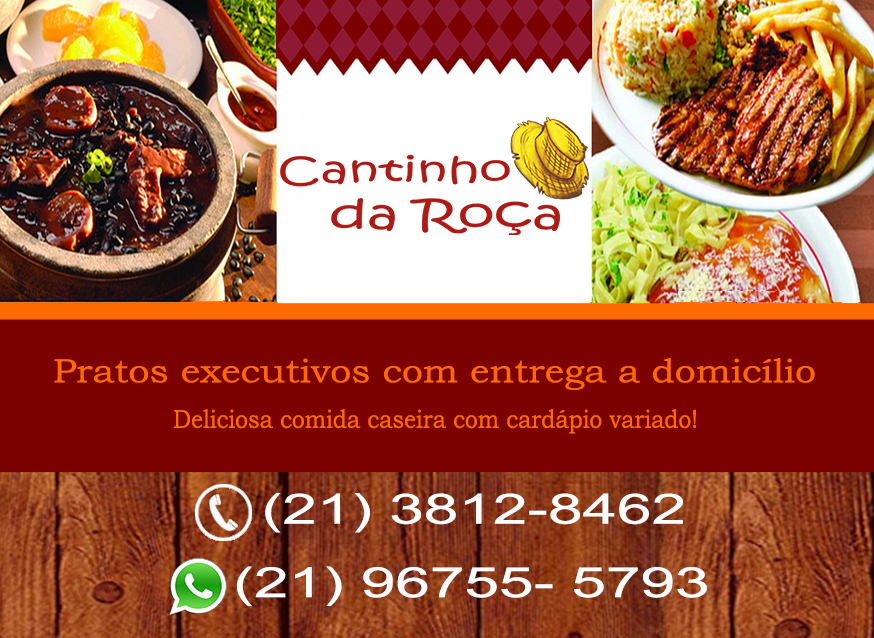 Cantinho
da Roça
Pratos executivos com entrega a domicílio
Deliciosa comida caseira com cardápio variado!
(21) 3812-8462
(21) 96755- 5793